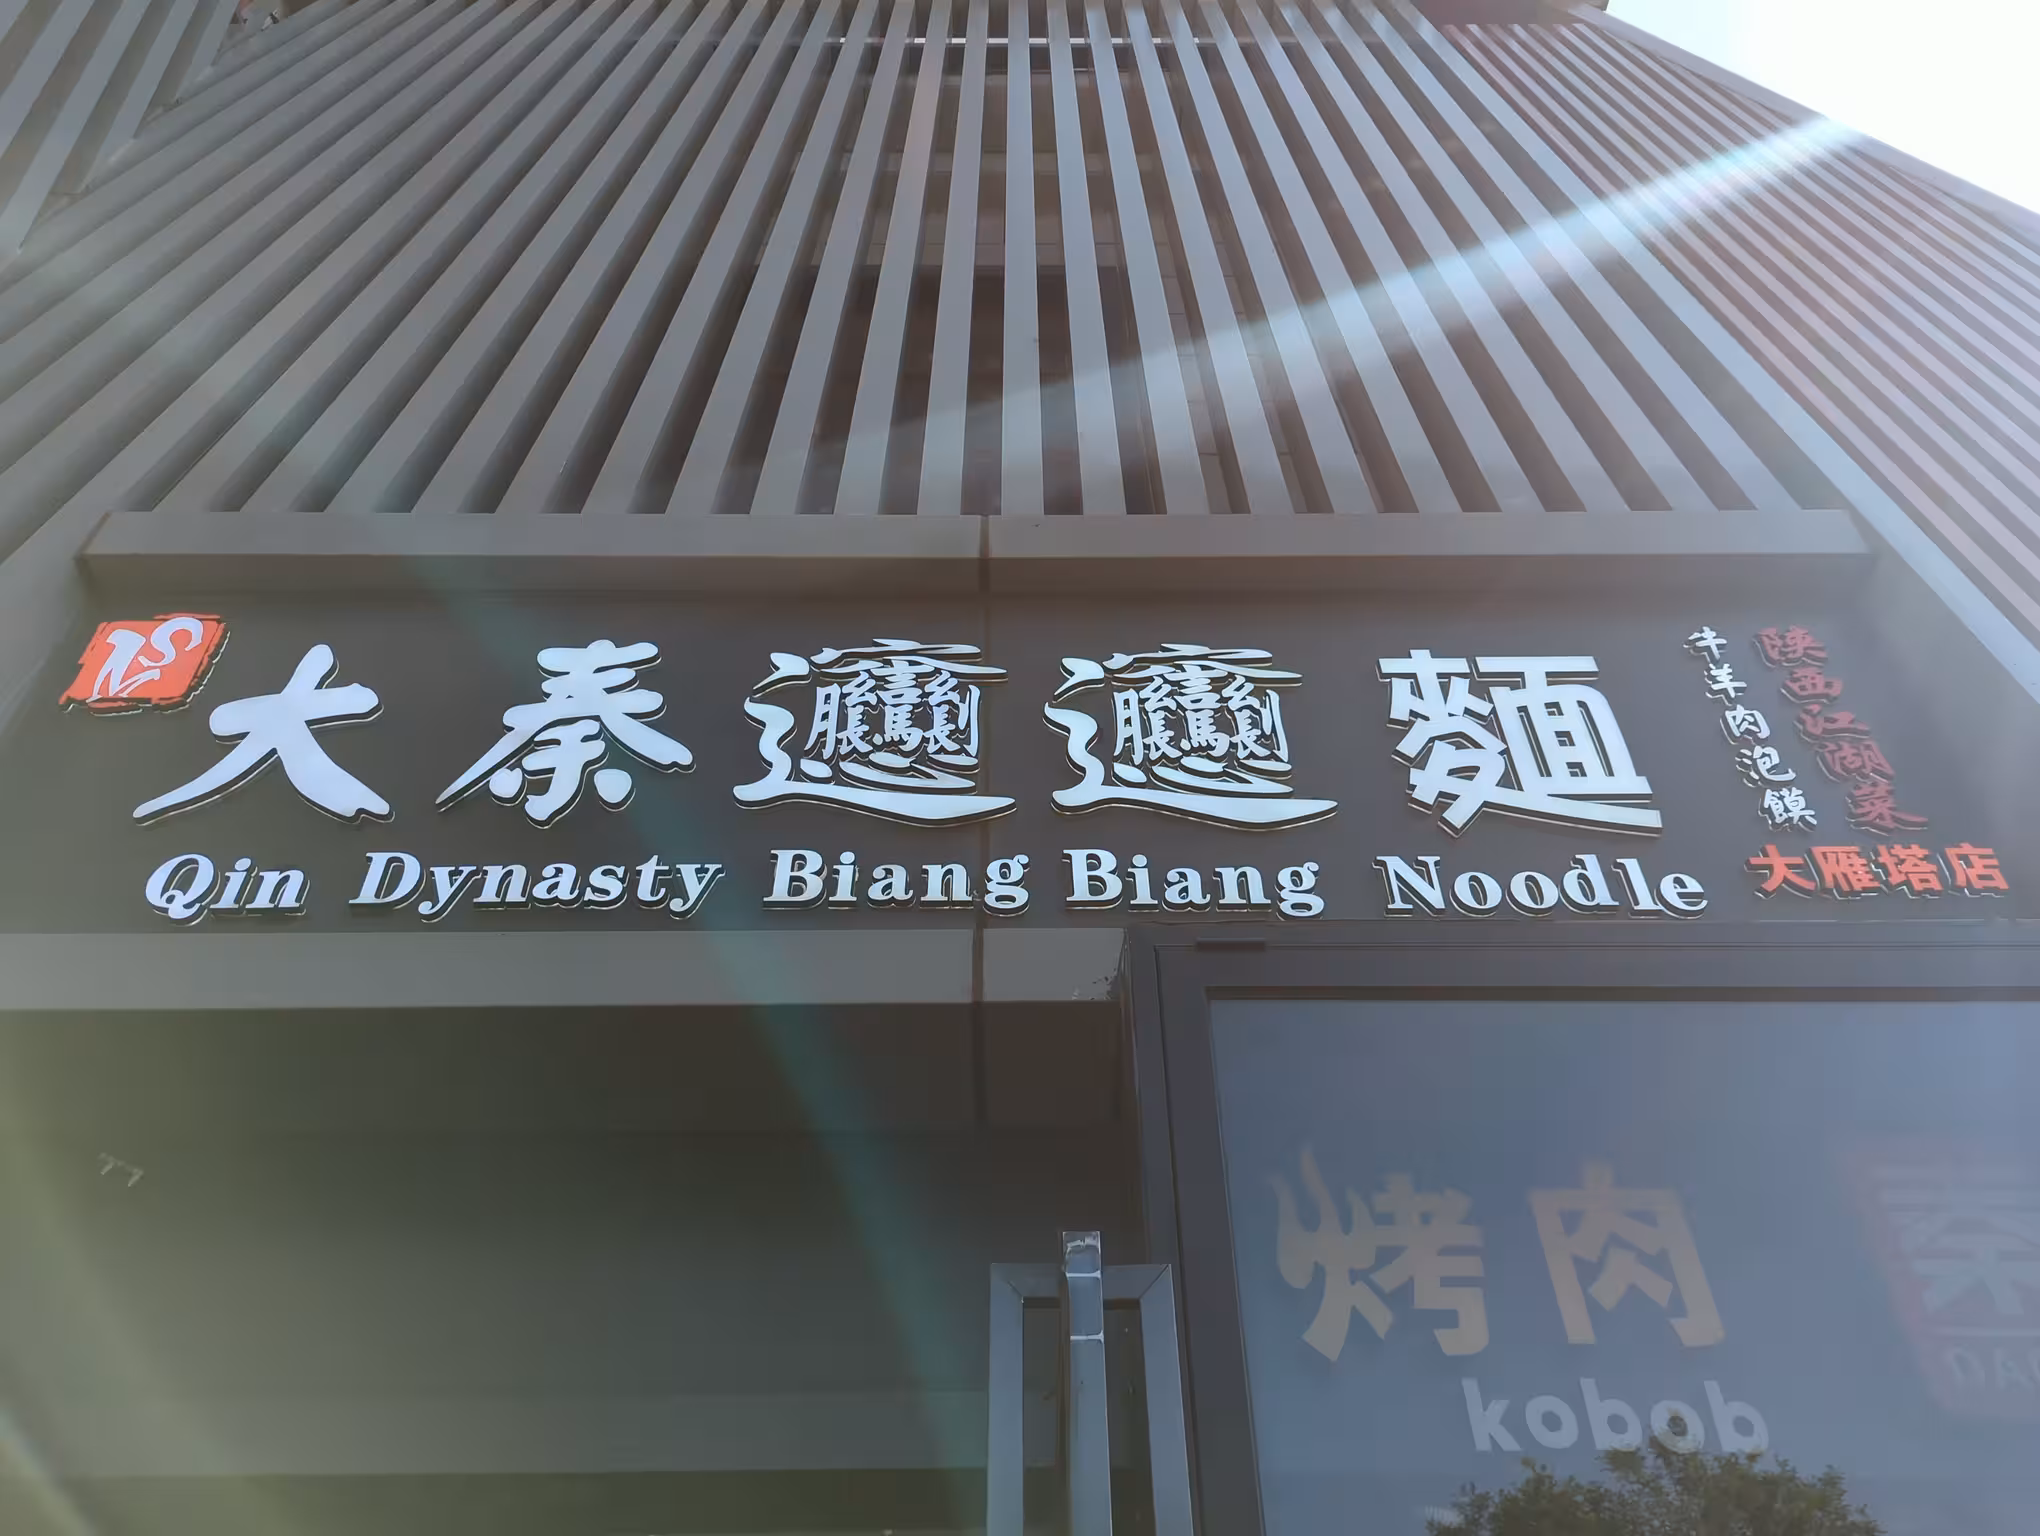 大秦𰻞𰻞麵
Qin Dynasty Biang Biang Noodle
牛羊肉泡馍
陕西江湖菜
大雁塔店
烤肉
kobob